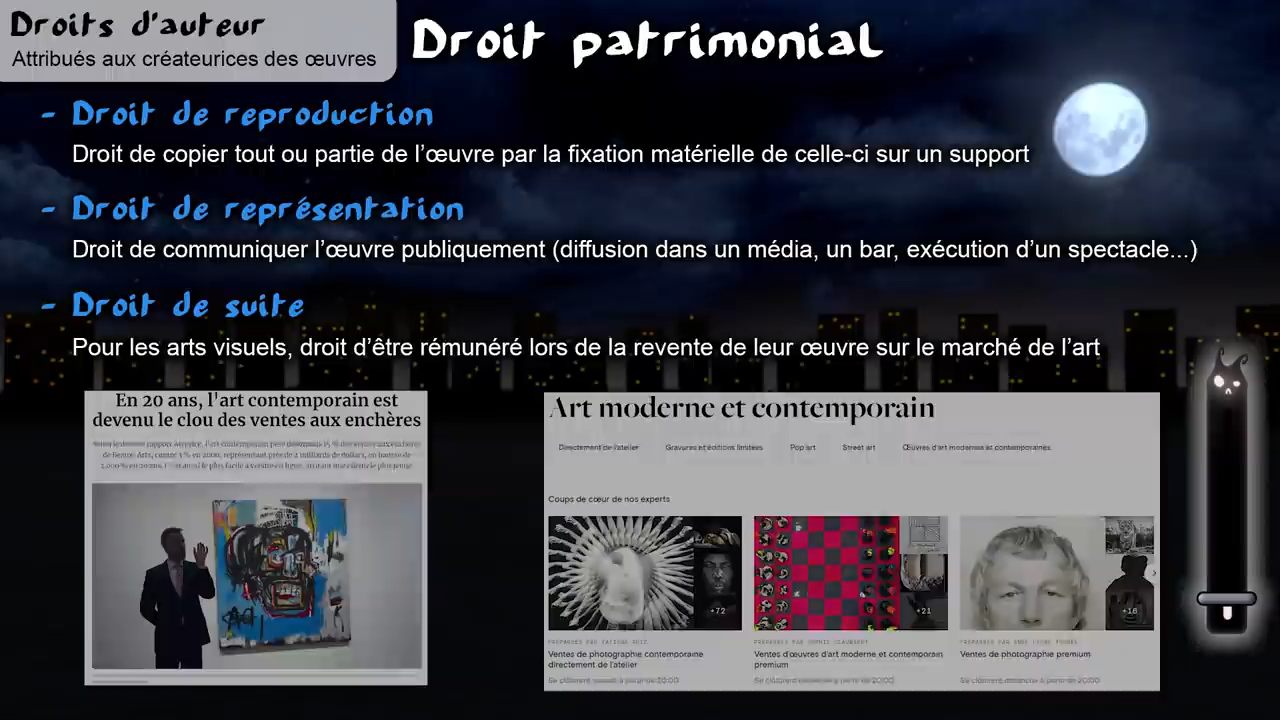 Droits d'auteur
Attribués aux créateurices des œuvres
Droit patrimonial
- Droit de reproduction
Droit de copier tout ou partie de l'œuvre par la fixation matérielle de celle-ci sur un support
- Droit de représentation
Droit de communiquer l'œuvre publiquement (diffusion dans un média, un bar, exécution d'un spectacle...)
- Droit de suite
Pour les arts visuels, droit d'être rémunéré lors de la revente de leur œuvre sur le marché de l'art
En 20 ans, l'art contemporain est
devenu le clou des ventes aux enchères
Art moderne et contemporain
Directement de l'atelier Gravures et éditions limitées Pop art Street art Œuvres d'art modernes et contemporaines
Coups de cœur de nos experts
+72 +21 +16
Ventes de photographie contemporaine
directement de l'atelier
Ventes d'œuvres d'art moderne et contemporain
premium
Ventes de photographie premium